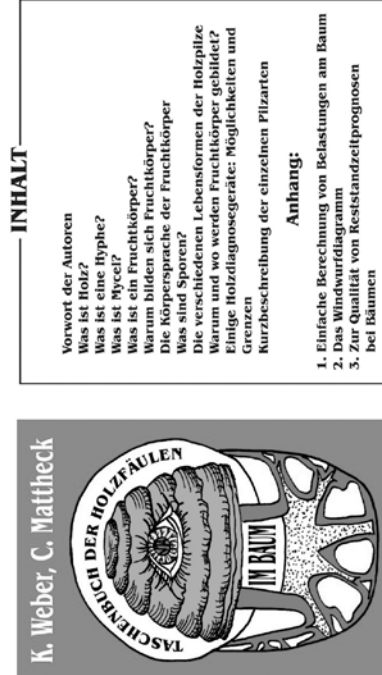 K. Weber, C. Mattheck
TASCHENBUCH DER HOLZFÄULEN
IM BAUM
INHALT
Vorwort der Autoren
Was ist Holz?
Was ist eine Hyphe?
Was ist Mycel?
Was ist ein Fruchtkörper?
Warum bilden sich Fruchtkörper?
Die Körpersprache der Fruchtkörper
Was sind Sporen?
Die verschiedenen Lebensformen der Holzpilze
Warum und wo werden Fruchtkörper gebildet?
Einige Holzdiagnosegeräte: Möglichkeiten und
Grenzen
Kurzbeschreibung der einzelnen Pilzarten
Anhang:
1. Einfache Berechnung von Belastungen am Baum
2. Das Windwurfdiagramm
3. Zur Qualität von Reststandzeitprognosen
bei Bäumen